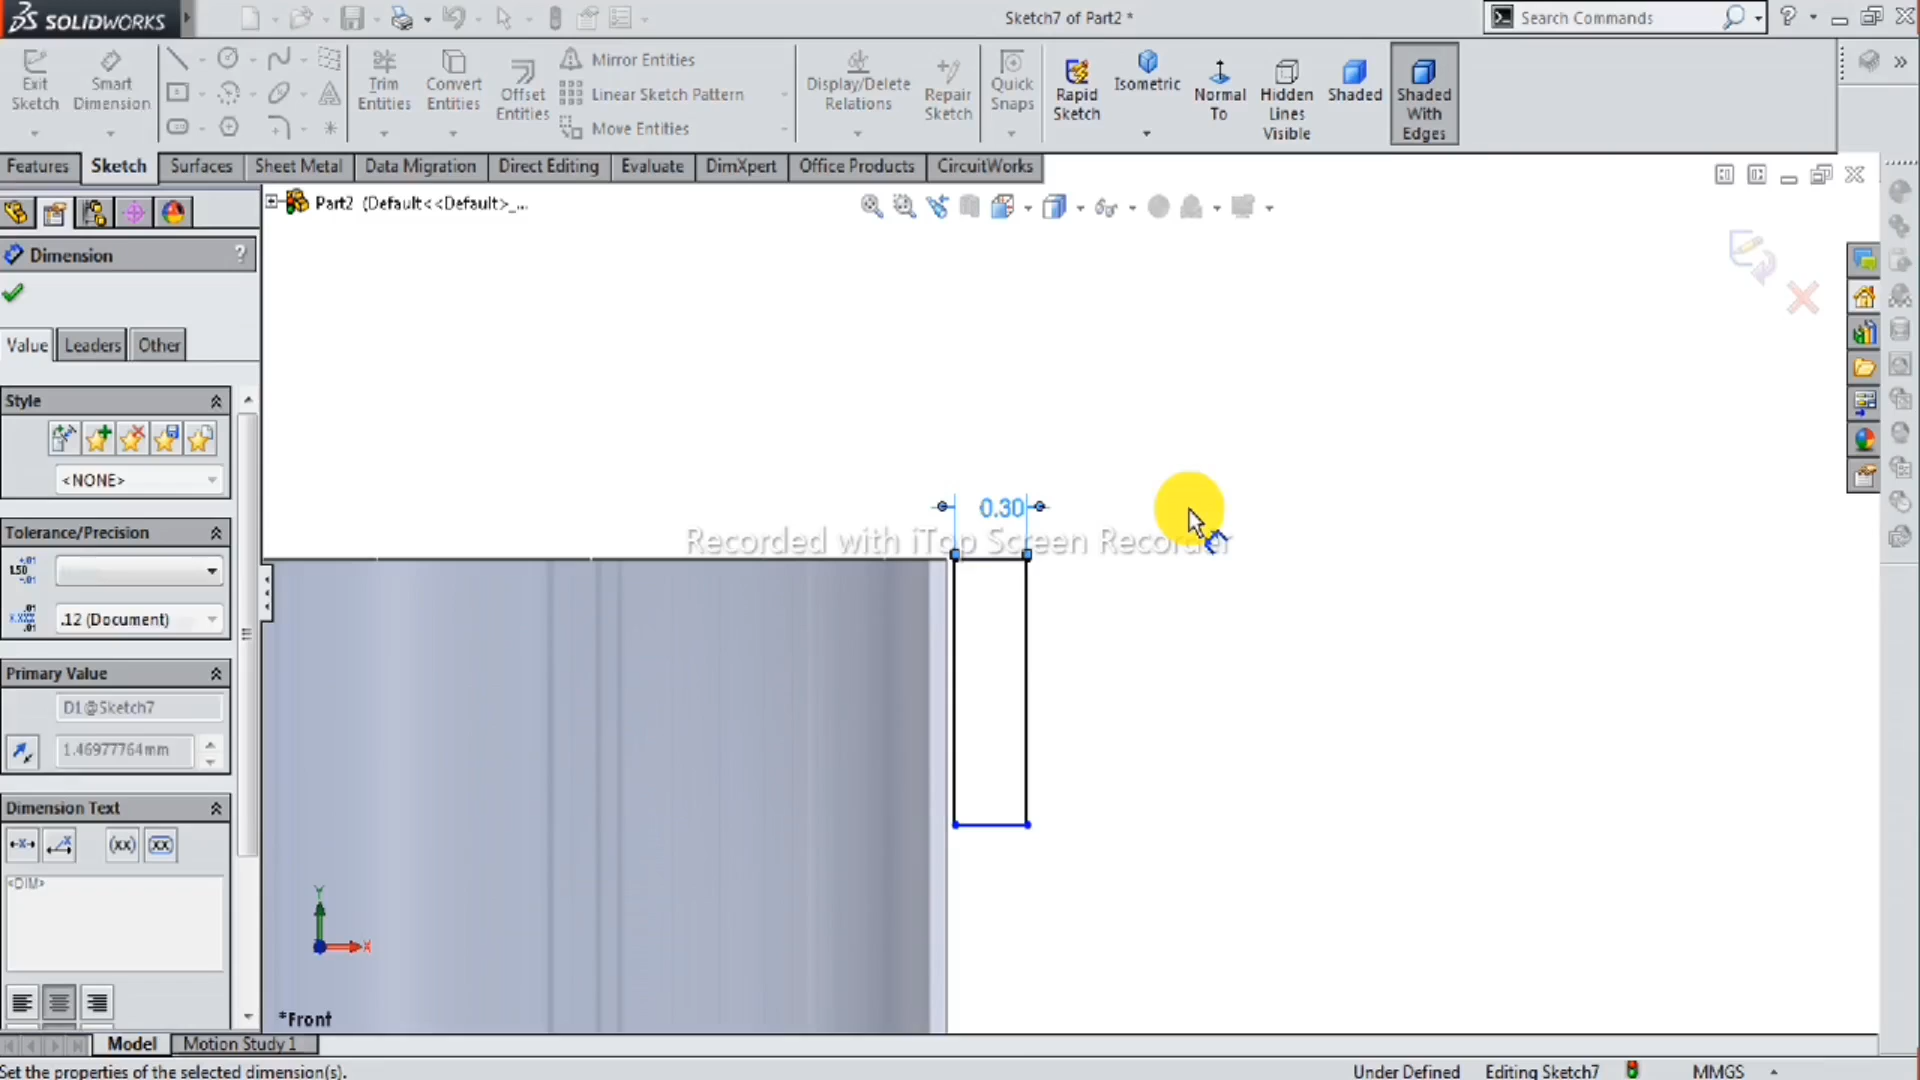 SOLIDWORKS
Sketch7 of Part2 *
Search Commands
Exit Sketch
Smart Dimension
Trim Entities
Convert Entities
Offset Entities
Mirror Entities
Linear Sketch Pattern
Move Entities
Display/Delete Relations
Repair Sketch
Quick Snaps
Rapid Sketch
Isometric
Normal To
Hidden Lines Visible
Shaded
Shaded With Edges
Features
Sketch
Surfaces
Sheet Metal
Data Migration
Direct Editing
Evaluate
DimXpert
Office Products
CircuitWorks
Part2 (Default<<Default>_...
Dimension
?
Value
Leaders
Other
Style
<NONE>
Tolerance/Precision
1.50
.12 (Document)
Primary Value
D1@Sketch7
1.46977764mm
Dimension Text
(xx)
<DIM>
0.30
Recorded with iTop Screen Recorder
Y
X
*Front
Model
Motion Study 1
Set the properties of the selected dimension(s).
Under Defined
Editing Sketch7
MMGS